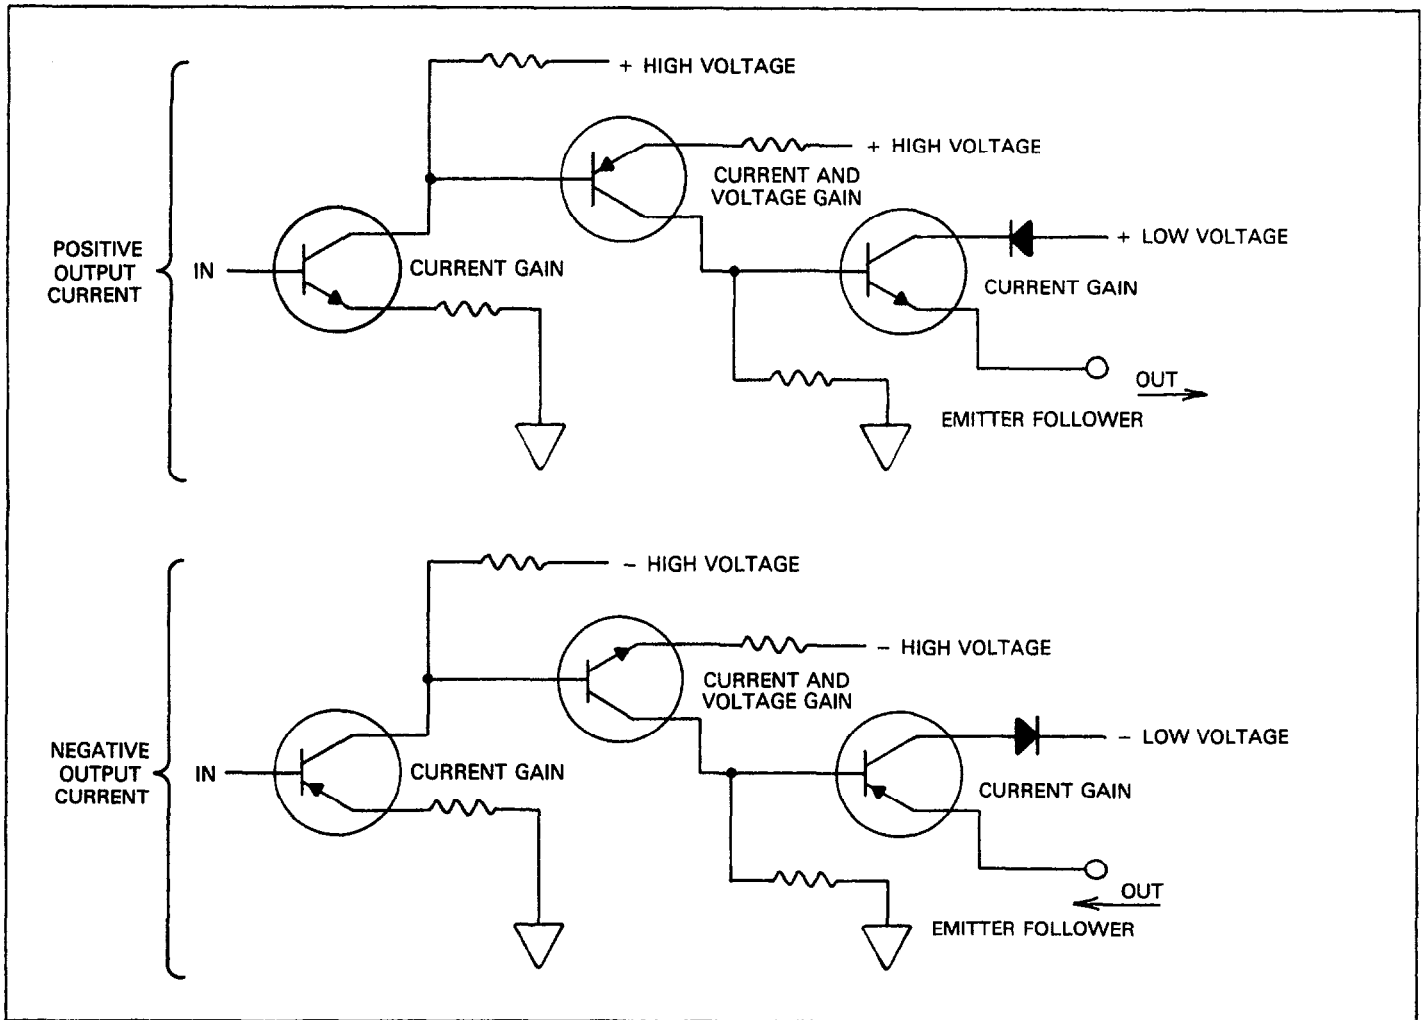 + HIGH VOLTAGE
+ HIGH VOLTAGE
CURRENT AND
VOLTAGE GAIN
POSITIVE
OUTPUT
CURRENT
IN
CURRENT GAIN
+ LOW VOLTAGE
CURRENT GAIN
OUT
EMITTER FOLLOWER
− HIGH VOLTAGE
− HIGH VOLTAGE
CURRENT AND
VOLTAGE GAIN
NEGATIVE
OUTPUT
CURRENT
IN
CURRENT GAIN
− LOW VOLTAGE
CURRENT GAIN
OUT
EMITTER FOLLOWER